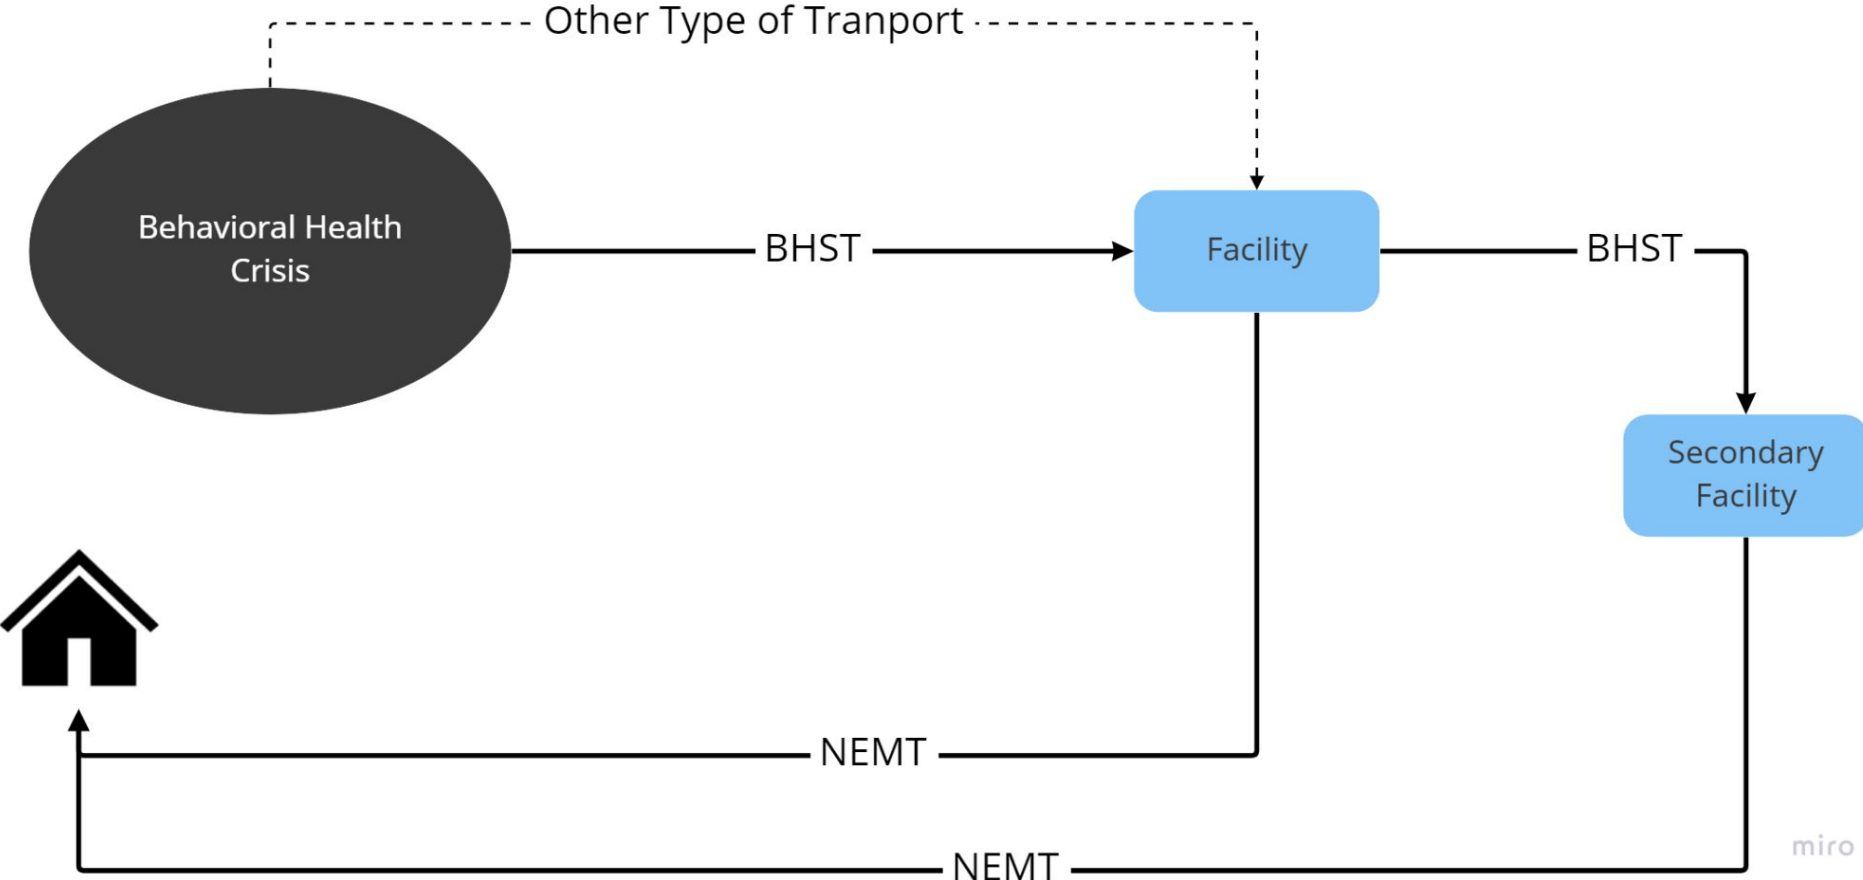 Other Type of Tranport
Behavioral Health
Crisis
BHST
Facility
BHST
Secondary
Facility
NEMT
NEMT
miro